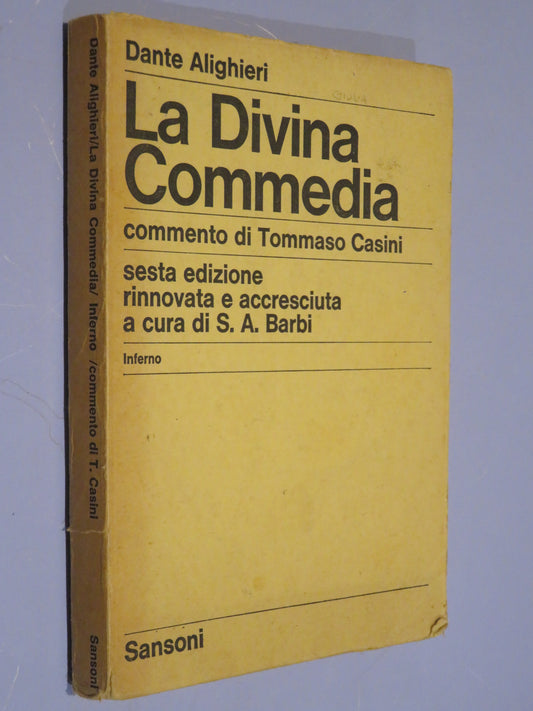 Dante Alighieri
La Divina
Commedia
commento di Tommaso Casini
sesta edizione
rinnovata e accresciuta
a cura di S. A. Barbi
Inferno
Sansoni
Dante Alighieri/La Divina Commedia/ Inferno /commento di T. Casini
Sansoni